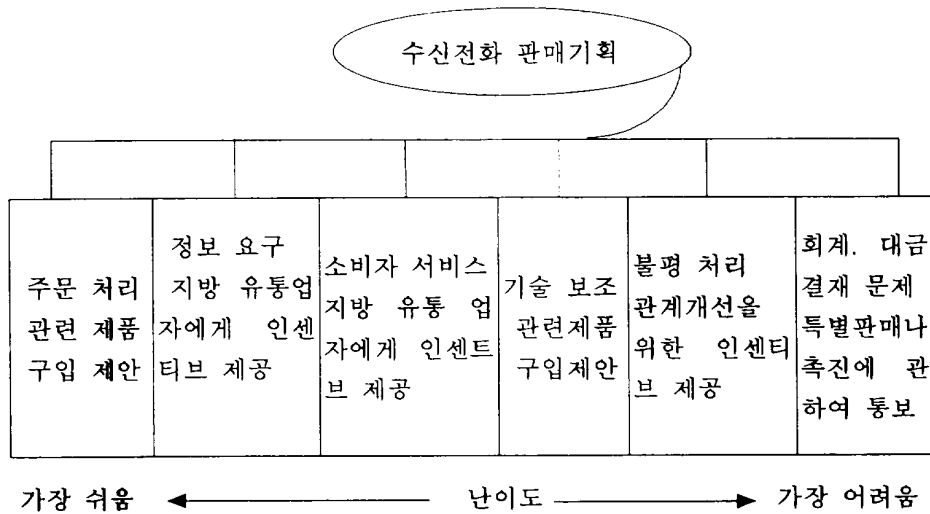 수신전화 판매기획
주문 처리
관련 제품
구입 제안
정보 요구
지방 유통업
자에게 인센
티브 제공
소비자 서비스
지방 유통 업
자에게 인센트
브 제공
기술 보조
관련제품
구입제안
불평 처리
관계개선을
위한 인센티
브 제공
회계. 대금
결재 문제
특별판매나
촉진에 관
하여 통보
가장 쉬움 난이도 가장 어려움